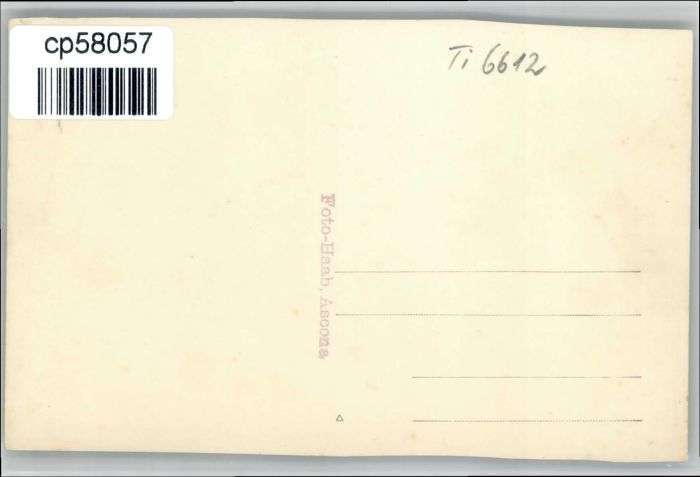 cp58057
Ti 6612
Foto-Haab, Ascona